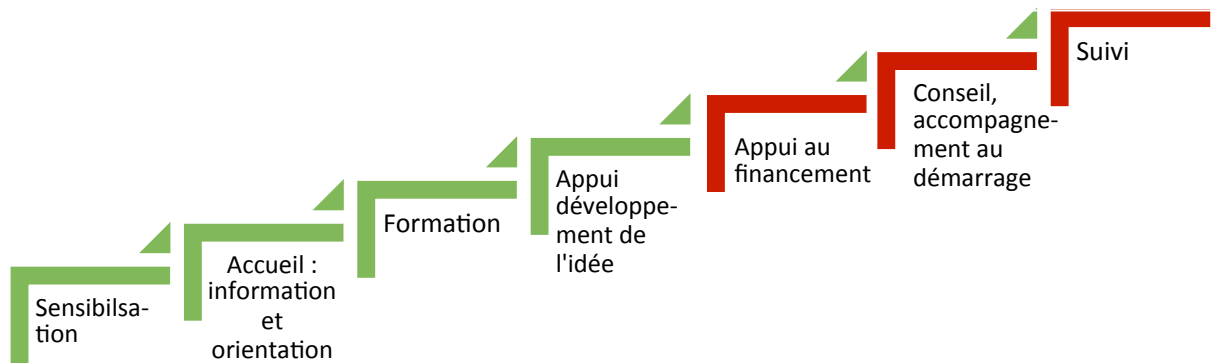 Sensibilsa-
tion
Accueil :
information
et
orientation
Formation
Appui
développe-
ment de
l'idée
Appui au
financement
Conseil,
accompagne-
ment au
démarrage
Suivi